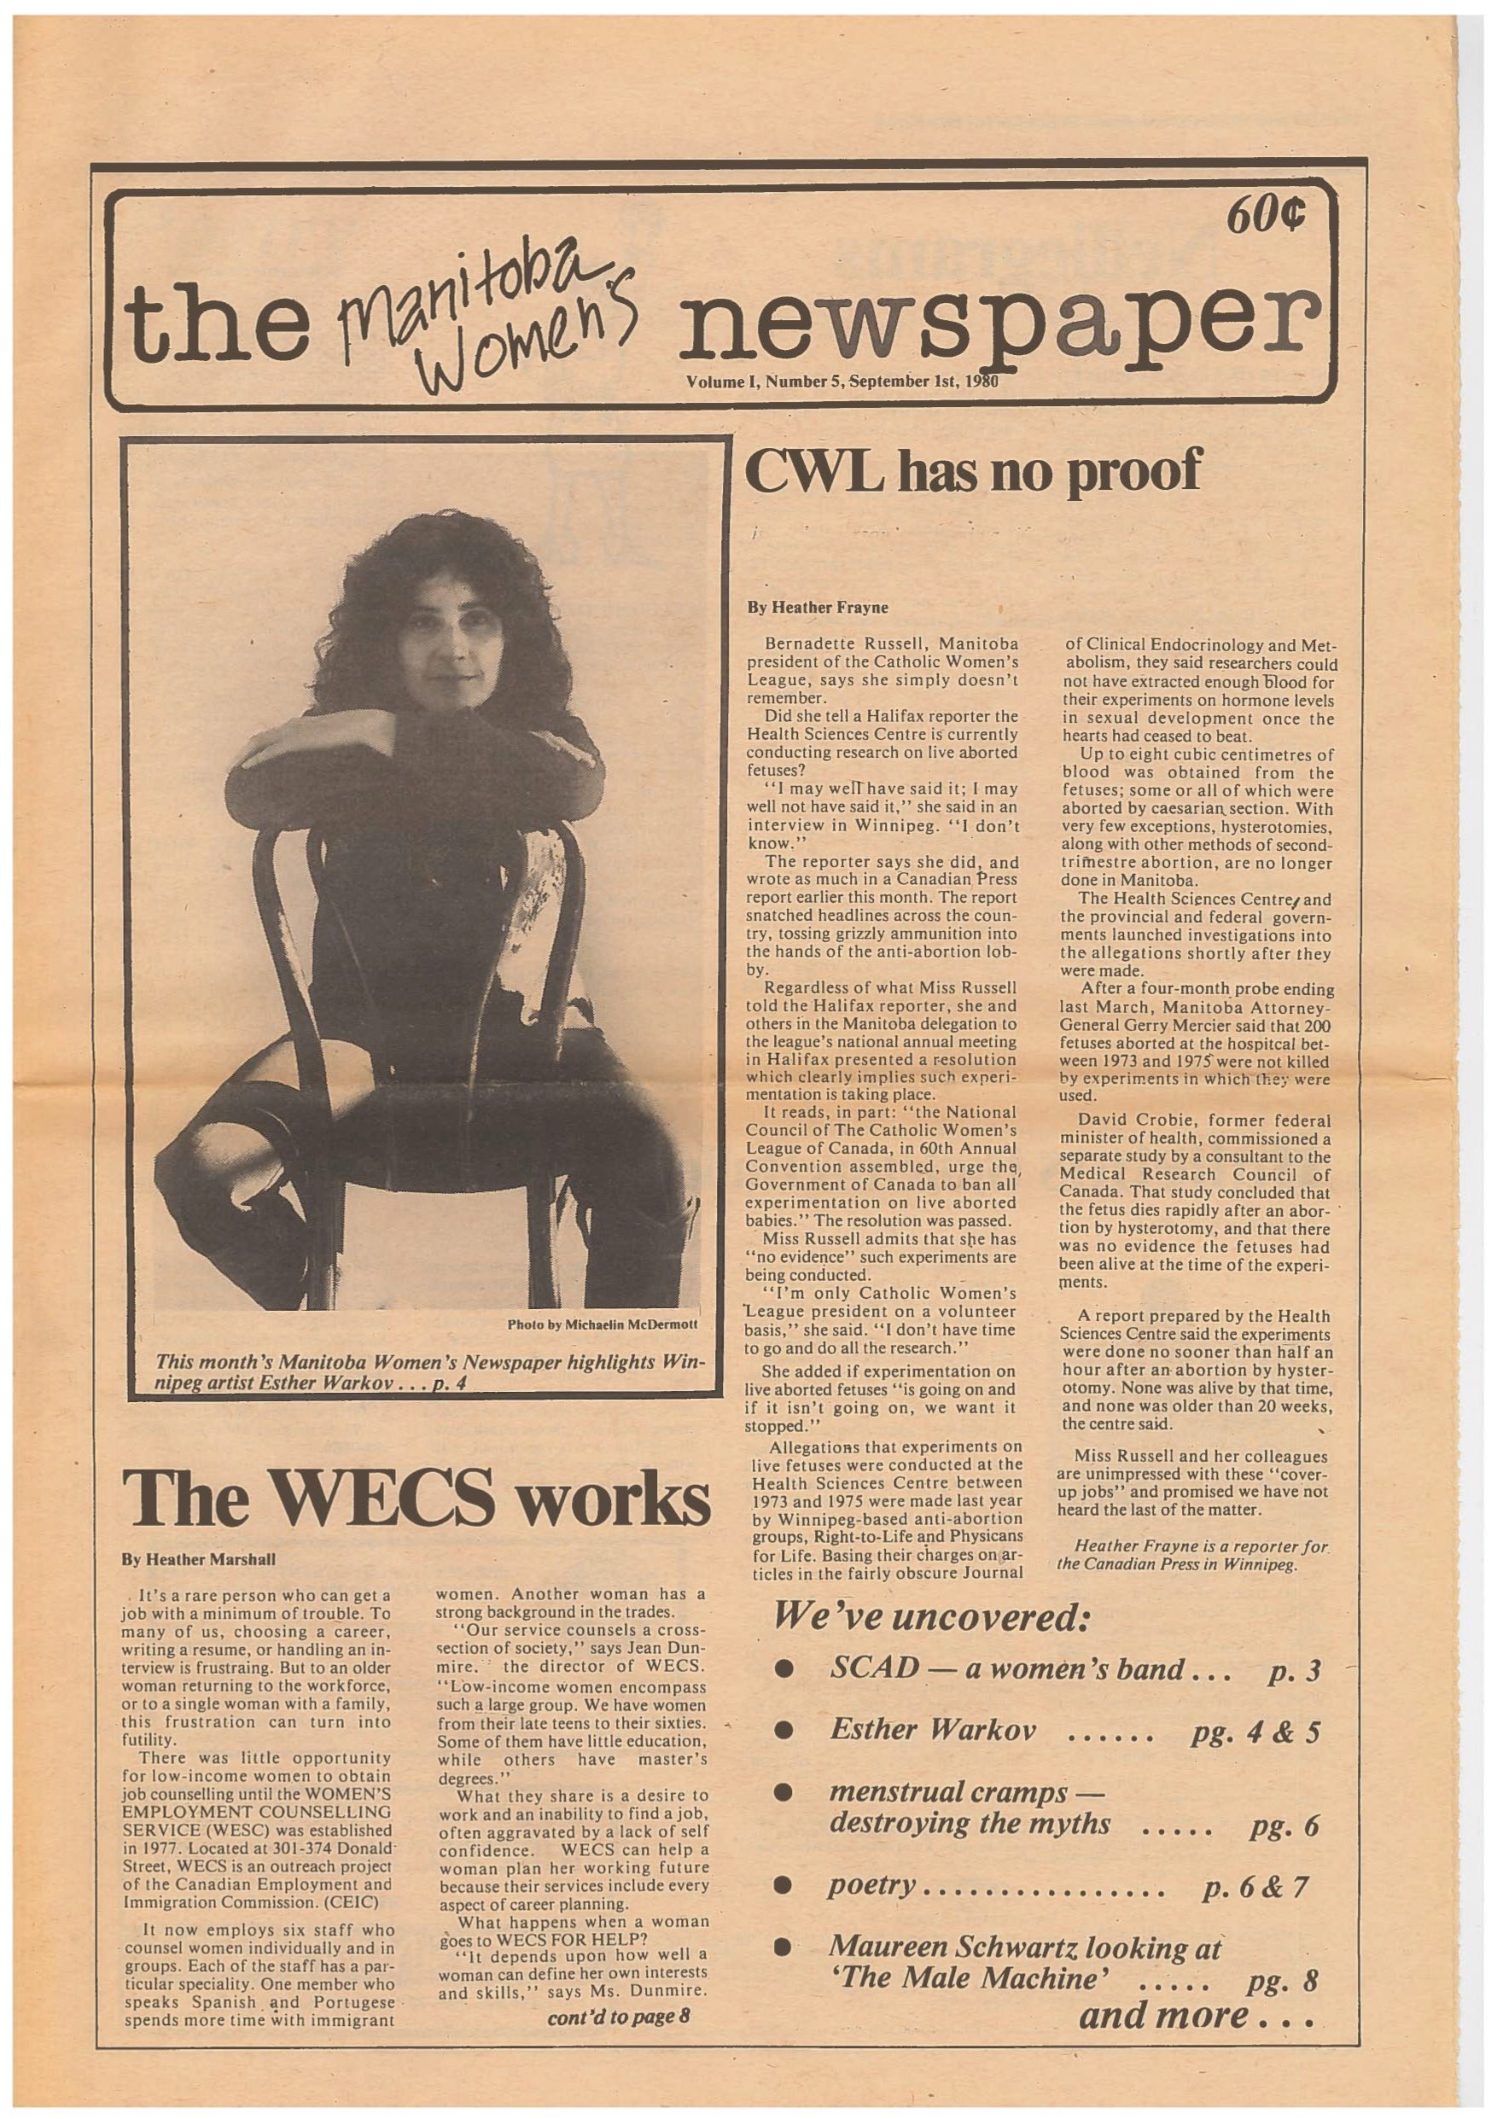 60¢
the Manitoba Women's newspaper
Volume I, Number 5, September 1st, 1980
Photo by Michaelin McDermott
This month's Manitoba Women's Newspaper highlights Win-
nipeg artist Esther Warkov . . . p. 4
CWL has no proof
By Heather Frayne
Bernadette Russell, Manitoba
president of the Catholic Women's
League, says she simply doesn't
remember.
Did she tell a Halifax reporter the
Health Sciences Centre is currently
conducting research on live aborted
fetuses?
"I may well have said it; I may
well not have said it," she said in an
interview in Winnipeg. "I don't
know."
The reporter says she did, and
wrote as much in a Canadian Press
report earlier this month. The report
snatched headlines across the coun-
try, tossing grizzly ammunition into
the hands of the anti-abortion lob-
by.
Regardless of what Miss Russell
told the Halifax reporter, she and
others in the Manitoba delegation to
the league's national annual meeting
in Halifax presented a resolution
which clearly implies such experi-
mentation is taking place.
It reads, in part: "the National
Council of The Catholic Women's
League of Canada, in 60th Annual
Convention assembled, urge the,
Government of Canada to ban all
experimentation on live aborted
babies." The resolution was passed.
Miss Russell admits that she has
"no evidence" such experiments are
being conducted.
"I'm only Catholic Women's
League president on a volunteer
basis," she said. "I don't have time
to go and do all the research."
She added if experimentation on
live aborted fetuses "is going on and
if it isn't going on, we want it
stopped."
Allegations that experiments on
live fetuses were conducted at the
Health Sciences Centre between
1973 and 1975 were made last year
by Winnipeg-based anti-abortion
groups, Right-to-Life and Physicans
for Life. Basing their charges on ar-
ticles in the fairly obscure Journal
of Clinical Endocrinology and Met-
abolism, they said researchers could
not have extracted enough blood for
their experiments on hormone levels
in sexual development once the
hearts had ceased to beat.
Up to eight cubic centimetres of
blood was obtained from the
fetuses; some or all of which were
aborted by caesarian section. With
very few exceptions, hysterotomies,
along with other methods of second-
trimestre abortion, are no longer
done in Manitoba.
The Health Sciences Centre, and
the provincial and federal govern-
ments launched investigations into
the allegations shortly after they
were made.
After a four-month probe ending
last March, Manitoba Attorney-
General Gerry Mercier said that 200
fetuses aborted at the hospitcal bet-
ween 1973 and 1975 were not killed
by experiments in which they were
used.
David Crobie, former federal
minister of health, commissioned a
separate study by a consultant to the
Medical Research Council of
Canada. That study concluded that
the fetus dies rapidly after an abor-
tion by hysterotomy, and that there
was no evidence the fetuses had
been alive at the time of the experi-
ments.
A report prepared by the Health
Sciences Centre said the experiments
were done no sooner than half an
hour after an abortion by hyster-
otomy. None was alive by that time,
and none was older than 20 weeks,
the centre said.
Miss Russell and her colleagues
are unimpressed with these "cover-
up jobs" and promised we have not
heard the last of the matter.
Heather Frayne is a reporter for
the Canadian Press in Winnipeg.
The WECS works
By Heather Marshall
It's a rare person who can get a
job with a minimum of trouble. To
many of us, choosing a career,
writing a resume, or handling an in-
terview is frustraing. But to an older
woman returning to the workforce,
or to a single woman with a family,
this frustration can turn into
futility.
There was little opportunity
for low-income women to obtain
job counselling until the WOMEN'S
EMPLOYMENT COUNSELLING
SERVICE (WESC) was established
in 1977. Located at 301-374 Donald
Street, WECS is an outreach project
of the Canadian Employment and
Immigration Commission. (CEIC)
It now employs six staff who
counsel women individually and in
groups. Each of the staff has a par-
ticular speciality. One member who
speaks Spanish and Portugese
spends more time with immigrant
women. Another woman has a
strong background in the trades.
"Our service counsels a cross-
section of society," says Jean Dun-
mire, the director of WECS.
"Low-income women encompass
such a large group. We have women
from their late teens to their sixties.
Some of them have little education,
while others have master's
degrees."
What they share is a desire to
work and an inability to find a job,
often aggravated by a lack of self
confidence. WECS can help a
woman plan her working future
because their services include every
aspect of career planning.
What happens when a woman
goes to WECS FOR HELP?
"It depends upon how well a
woman can define her own interests
and skills," says Ms. Dunmire.
cont'd to page 8
We've uncovered:
● SCAD — a women's band . . . p. 3
● Esther Warkov . . . . . . pg. 4 & 5
● menstrual cramps —
destroying the myths . . . . . pg. 6
● poetry . . . . . . . . . . . . . . . . . p. 6 & 7
● Maureen Schwartz looking at
'The Male Machine' . . . . . pg. 8
and more . . .